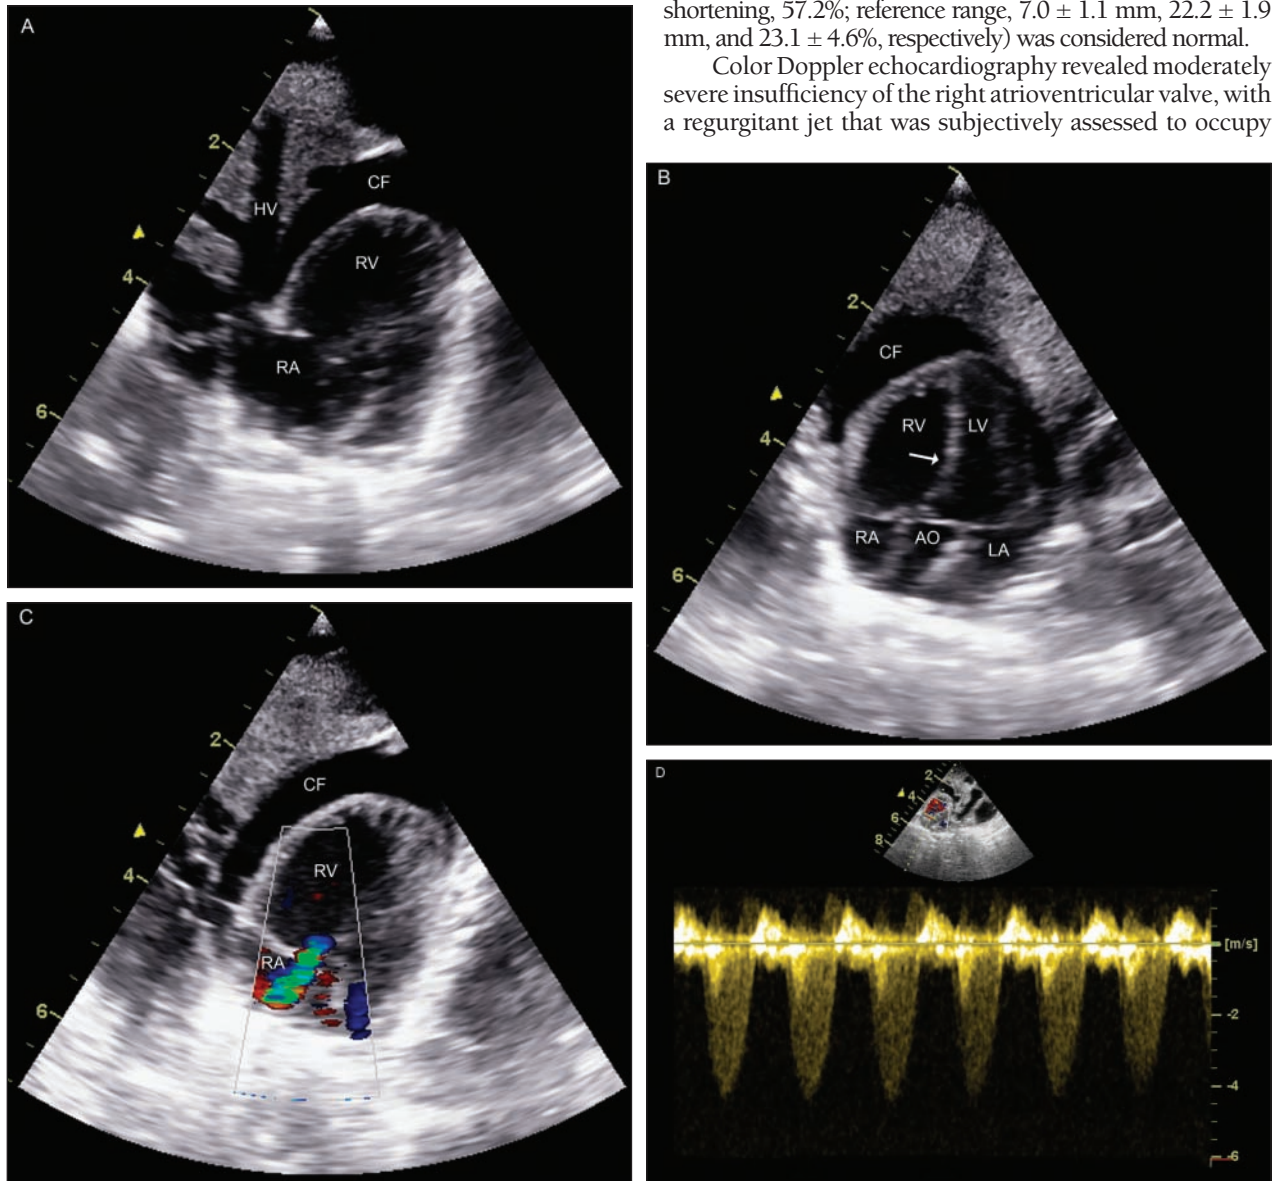 shortening, 57.2%; reference range, 7.0 ± 1.1 mm, 22.2 ± 1.9
mm, and 23.1 ± 4.6%, respectively) was considered normal.
Color Doppler echocardiography revealed moderately
severe insufficiency of the right atrioventricular valve, with
a regurgitant jet that was subjectively assessed to occupy
A
2
HV
CF
RV
4
RA
6
B
2
CF
RV
LV
4
RA
AO
LA
6
C
2
CF
4
RV
RA
6
D
2
4
6
8
[m/s]
-2
-4
-6